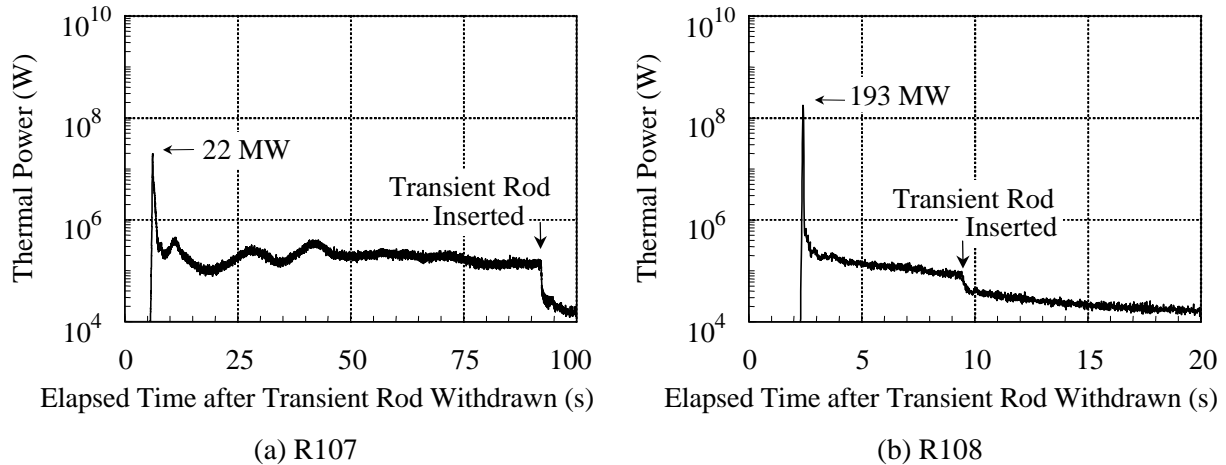 Thermal Power (W)
10^10
10^8
10^6
10^4
22 MW
Transient Rod
Inserted
0 25 50 75 100
Elapsed Time after Transient Rod Withdrawn (s)
(a) R107
Thermal Power (W)
10^10
10^8
10^6
10^4
193 MW
Transient Rod
Inserted
0 5 10 15 20
Elapsed Time after Transient Rod Withdrawn (s)
(b) R108